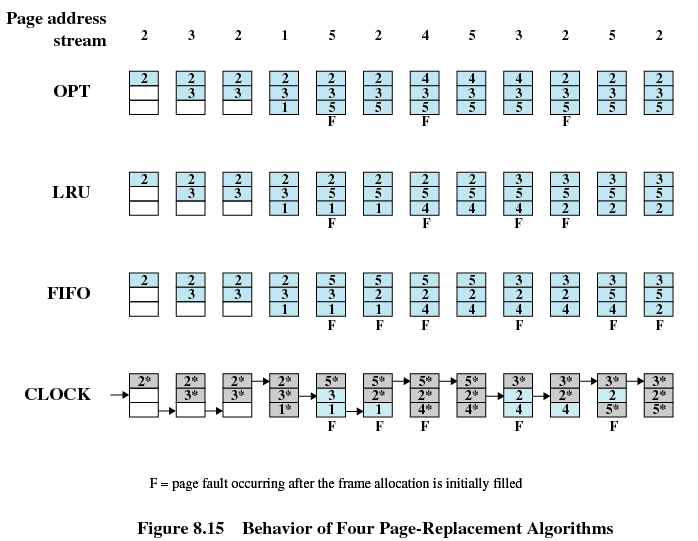 Page address
stream 2 3 2 1 5 2 4 5 3 2 5 2
2 2 2 2 2 2 4 4 4 2 2 2
OPT 3 3 3 3 3 3 3 3 3 3 3
1 5 5 5 5 5 5 5 5
F F F
2 2 2 2 2 2 2 2 3 3 3 3
LRU 3 3 3 5 5 5 5 5 5 5 5
1 1 1 4 4 4 2 2 2
F F F F
2 2 2 2 5 5 5 5 3 3 3 3
FIFO 3 3 3 3 2 2 2 2 2 5 5
1 1 1 4 4 4 4 4 2
F F F F F F
2* 2* 2* 2* 5* 5* 5* 5* 3* 3* 3* 3*
CLOCK 3* 3* 3* 3 2* 2* 2* 2 2* 2 2*
1* 1 1 4* 4* 4 4 5* 5*
F F F F F
F = page fault occurring after the frame allocation is initially filled
Figure 8.15 Behavior of Four Page-Replacement Algorithms